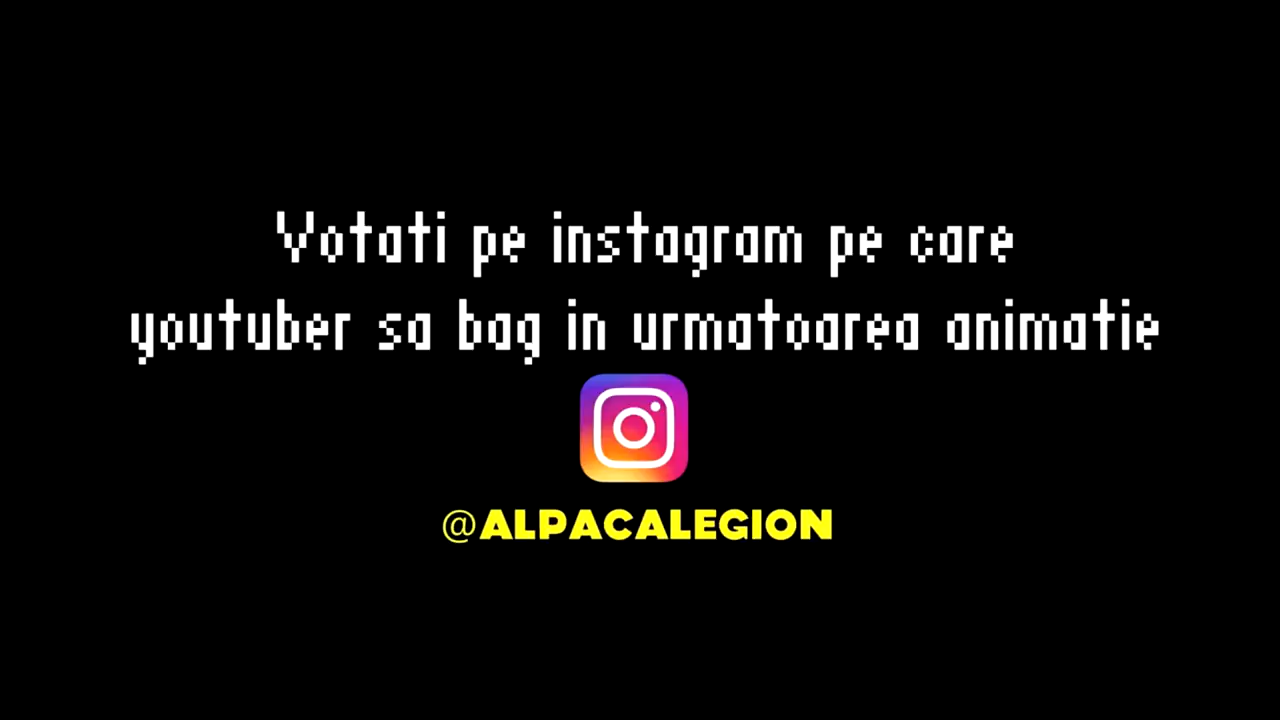 Votati pe instagram pe care
youtuber sa bag in urmatoarea animatie
@ALPACALEGION